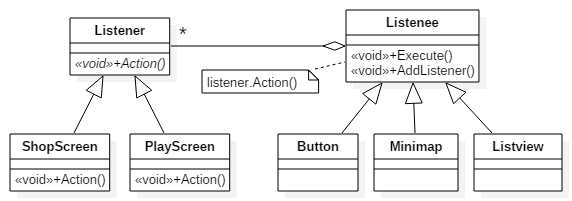 Listener
«void»+Action()
*
Listenee
«void»+Execute()
«void»+AddListener()
listener.Action()
ShopScreen
«void»+Action()
PlayScreen
«void»+Action()
Button
Minimap
Listview